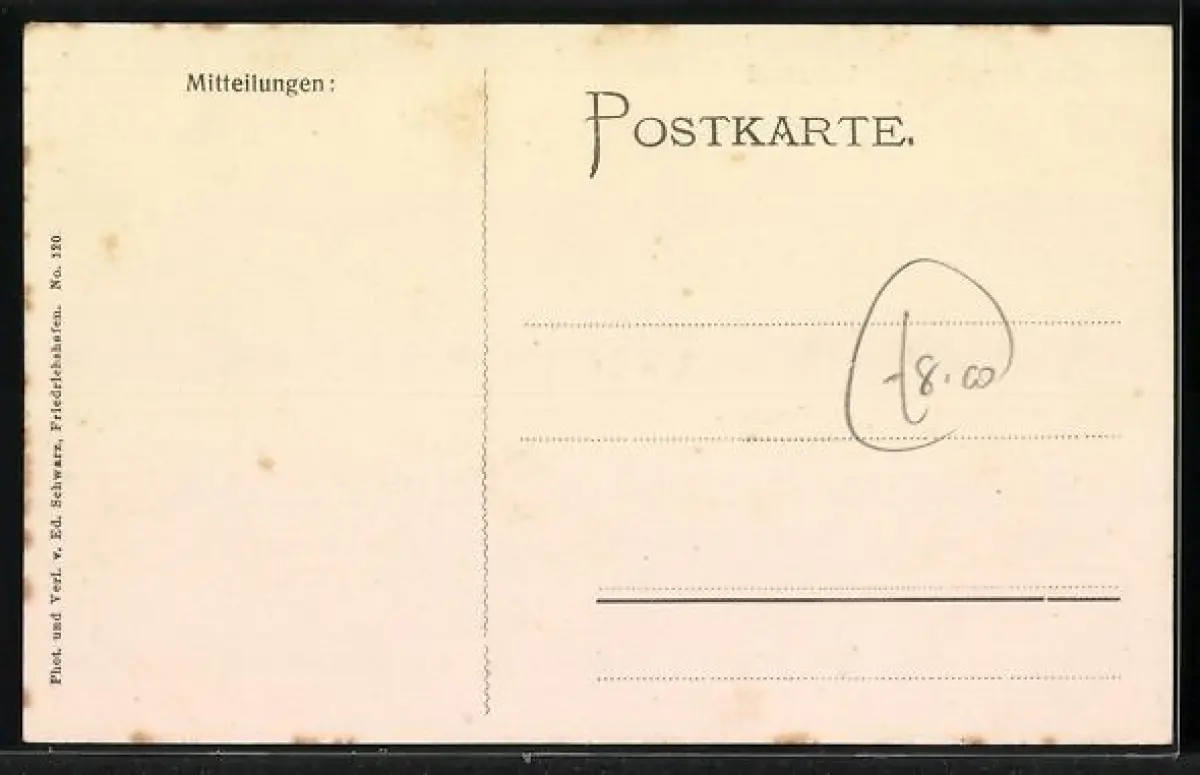 Mitteilungen:
POSTKARTE.
Phot. und Verl. v. Ed. Schwarz, Friedrichshafen. No. 120
8.00